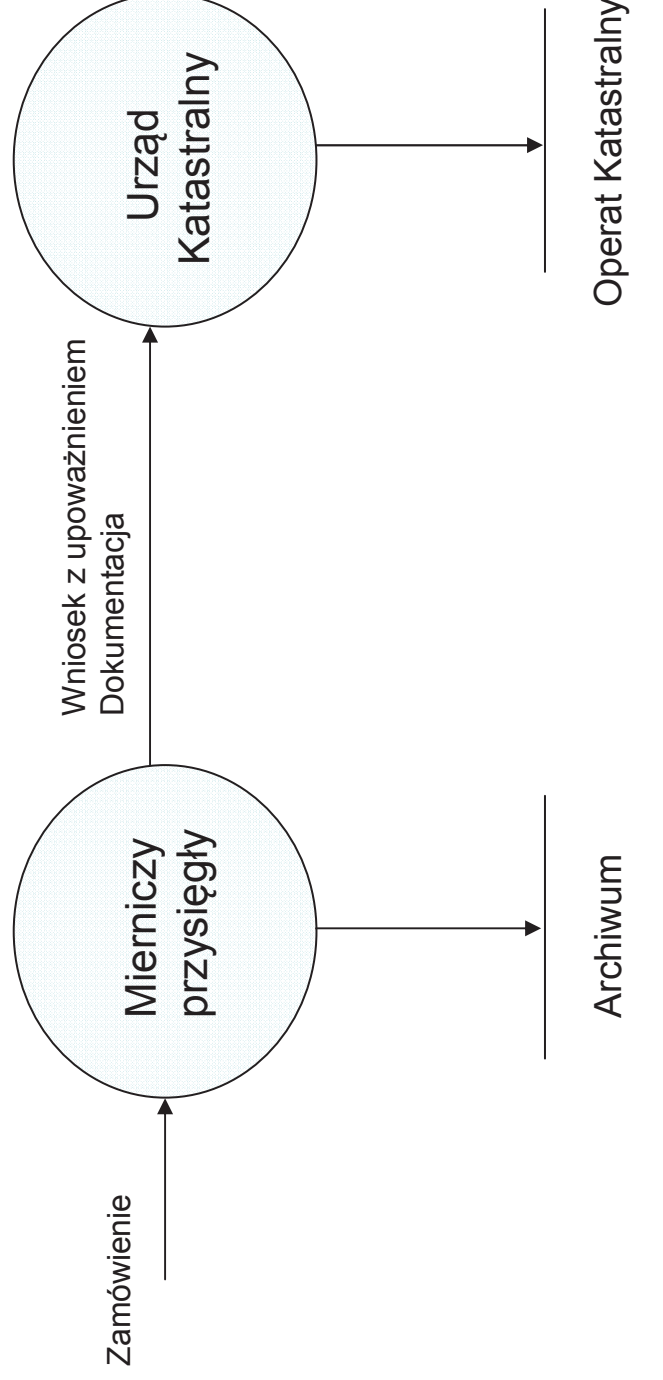 Zamówienie
Mierniczy
przysięgły
Wniosek z upoważnieniem
Dokumentacja
Urząd
Katastralny
Archiwum
Operat Katastralny